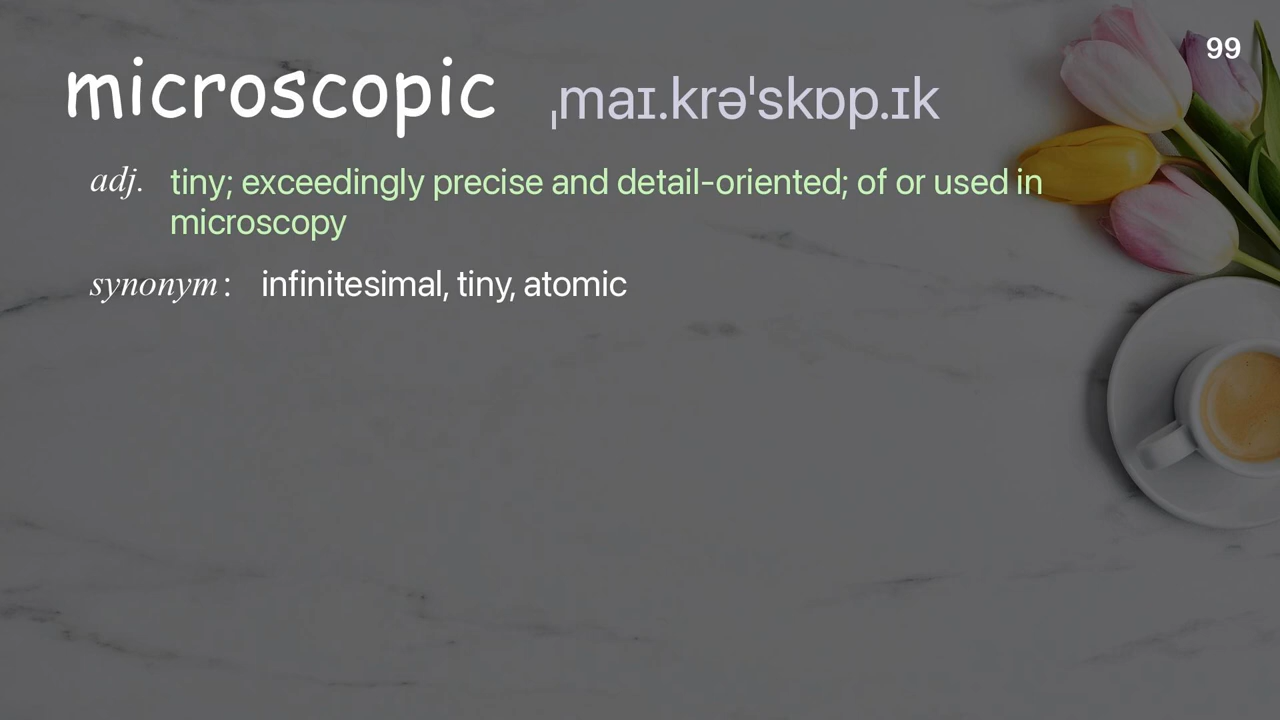 99
microscopic ˌmaɪ.krəˈskɒp.ɪk
adj. tiny; exceedingly precise and detail-oriented; of or used in
microscopy
synonym: infinitesimal, tiny, atomic